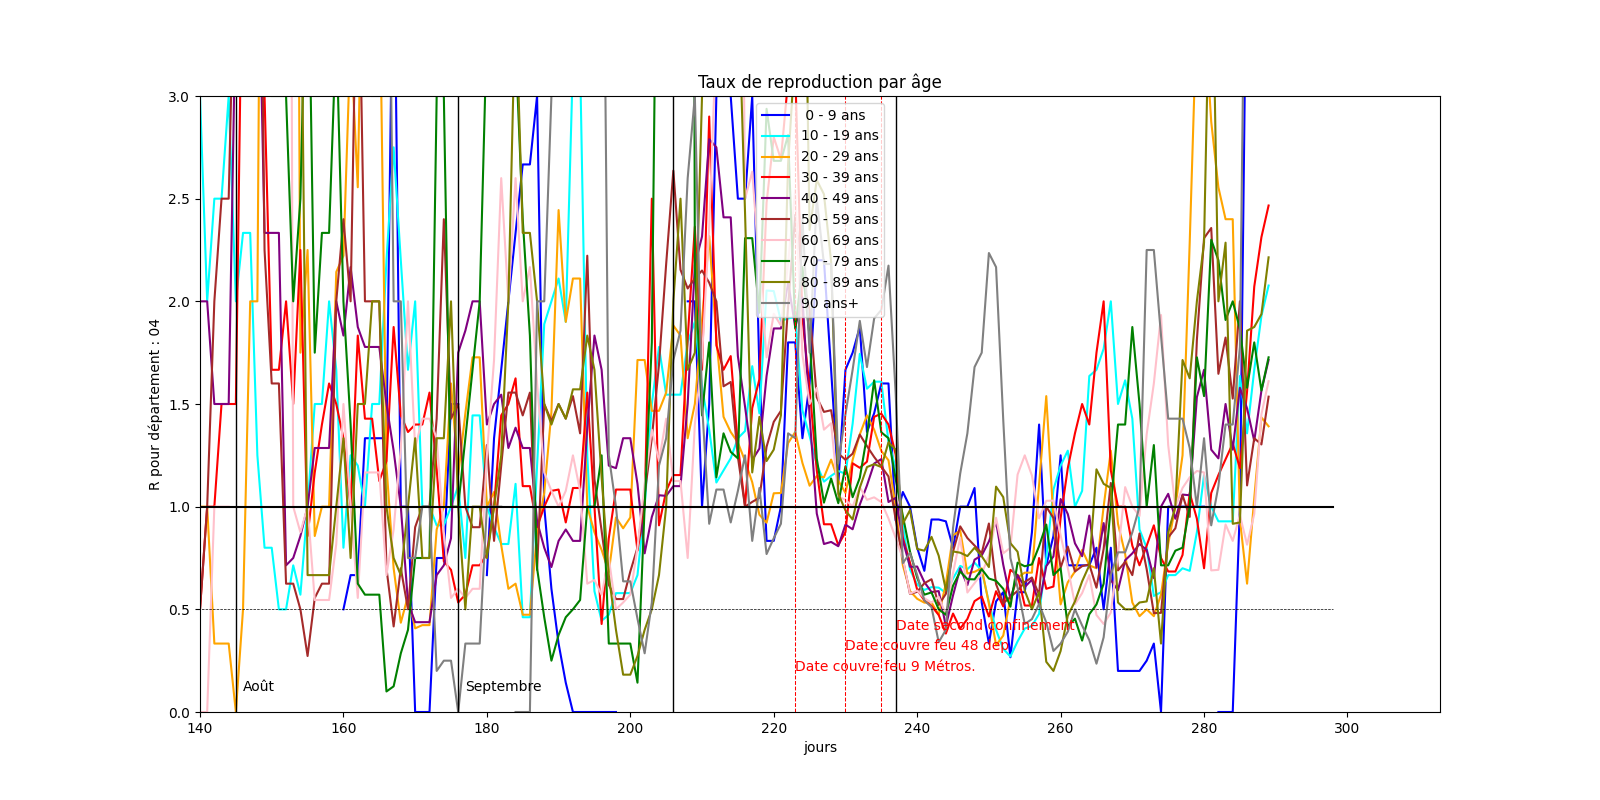 Taux de reproduction par âge
R pour département : 04
3.0
2.5
2.0
1.5
1.0
0.5
0.0
0 - 9 ans
10 - 19 ans
20 - 29 ans
30 - 39 ans
40 - 49 ans
50 - 59 ans
60 - 69 ans
70 - 79 ans
80 - 89 ans
90 ans+
Date second confinement
Date couvre feu 48 dep
Date couvre feu 9 Métros.
Août
Septembre
140 160 180 200 220 240 260 280 300
jours